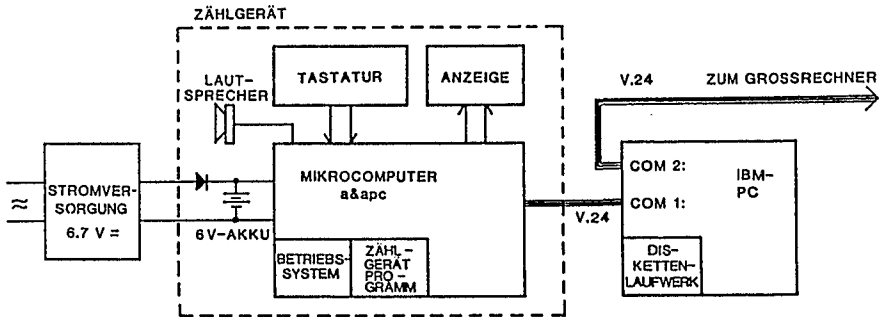 ZÄHLGERÄT
LAUT-
SPRECHER
TASTATUR
ANZEIGE
V.24
ZUM GROSSRECHNER
STROMVER-
SORGUNG
6.7 V =
≈
6V-AKKU
MIKROCOMPUTER
a&apc
BETRIEBS-
SYSTEM
ZÄHL-
GERÄT
PRO-
GRÄMM
V.24
COM 2:
COM 1:
IBM-
PC
DIS-
KETTEN-
LAUFWERK